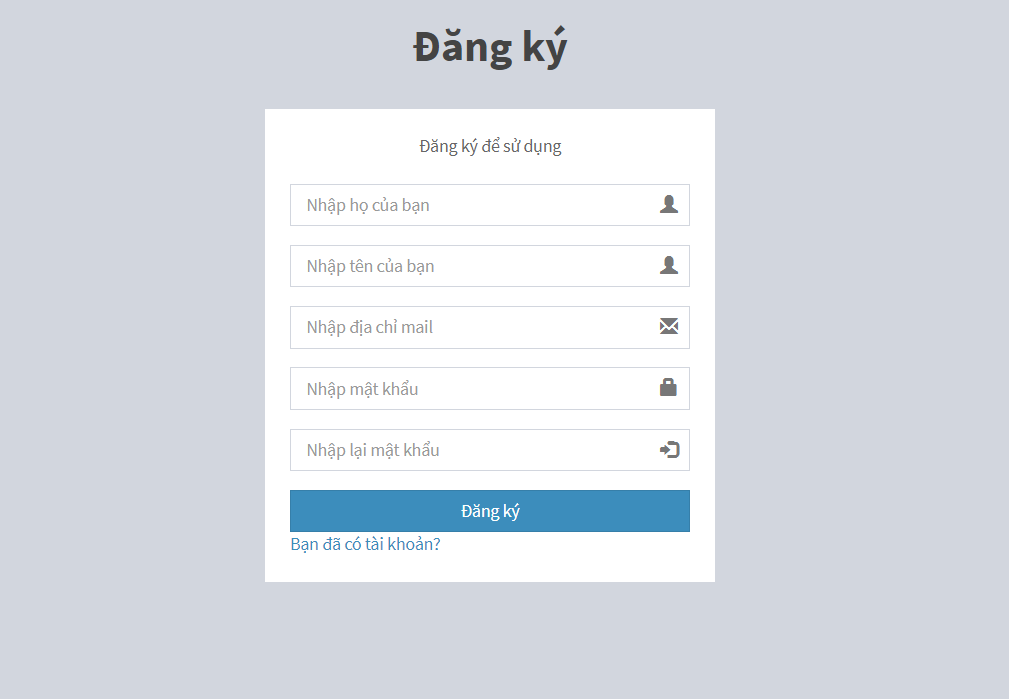 Đăng ký
Đăng ký để sử dụng
Nhập họ của bạn
Nhập tên của bạn
Nhập địa chỉ mail
Nhập mật khẩu
Nhập lại mật khẩu
Đăng ký
Bạn đã có tài khoản?